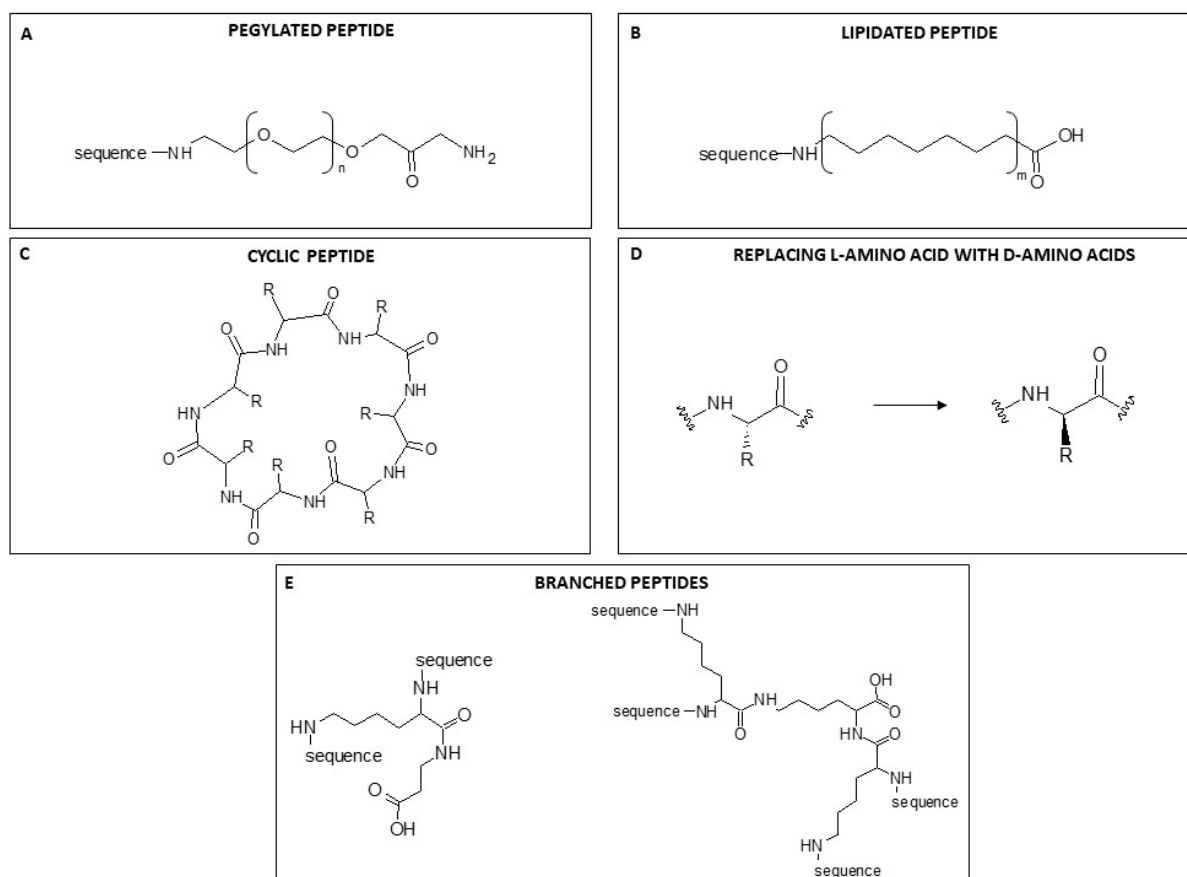 A
PEGYLATED PEPTIDE
sequence
NH
O
n
O
O
NH2
B
LIPIDATED PEPTIDE
sequence
NH
m
O
OH
C
CYCLIC PEPTIDE
R
O
R
O
NH
NH
O
R
NH
HN
R
O
O
R
R
O
NH
NH
NH
R
O
D
REPLACING L-AMINO ACID WITH D-AMINO ACIDS
NH
O
R
NH
O
R
E
BRANCHED PEPTIDES
sequence
NH
O
HN
sequence
NH
O
OH
sequence
NH
sequence
NH
O
NH
OH
O
NH
O
NH
sequence
HN
sequence